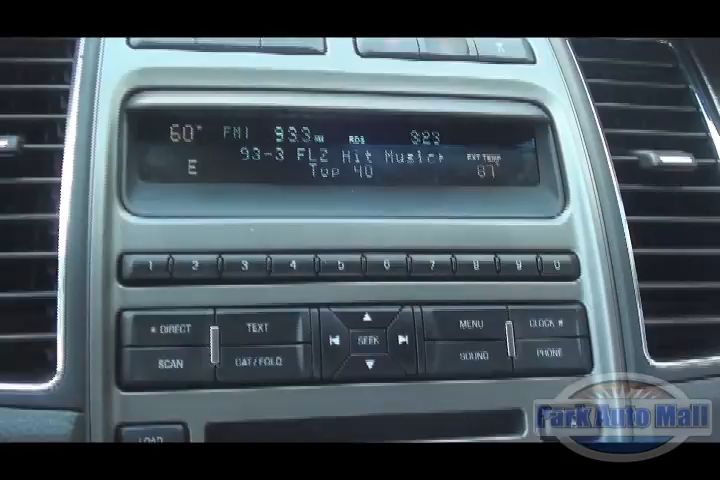 60° FM1 93.3 RDS 3:23
93-3 FLZ Hit Music▸ EXT TEMP
E Top 40 87
1 2 3 4 5 6 7 8 9 0
* DIRECT TEXT MENU CLOCK #
SEEK
SCAN CAT/FOLD SOUND PHONE
LOAD
Park Auto Mall